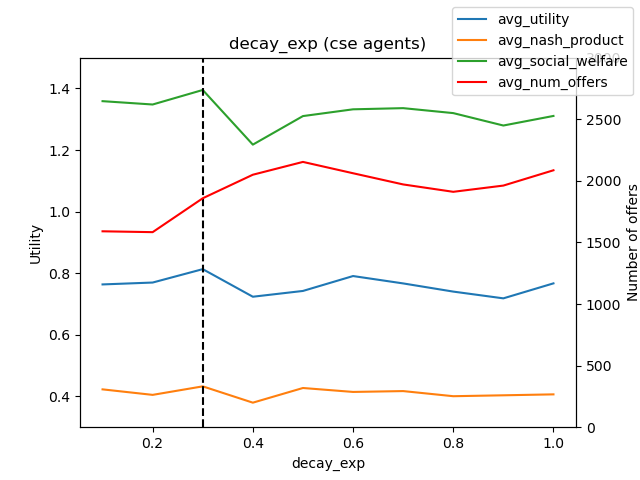 decay_exp (cse agents)
avg_utility
avg_nash_product
avg_social_welfare
avg_num_offers
1.4
1.2
1.0
0.8
0.6
0.4
Utility
3000
2500
2000
1500
1000
500
0
Number of offers
0.2
0.4
0.6
0.8
1.0
decay_exp